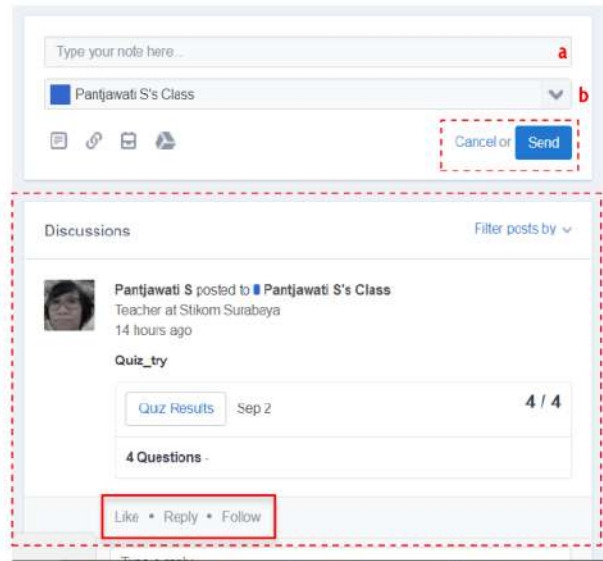 Type your note here...
a
Pantjawati S's Class
b
Cancel or Send
Discussions
Filter posts by
Pantjawati S posted to Pantjawati S's Class
Teacher at Stikom Surabaya
14 hours ago
Quiz_try
Quiz Results Sep 2
4 / 4
4 Questions -
Like • Reply • Follow